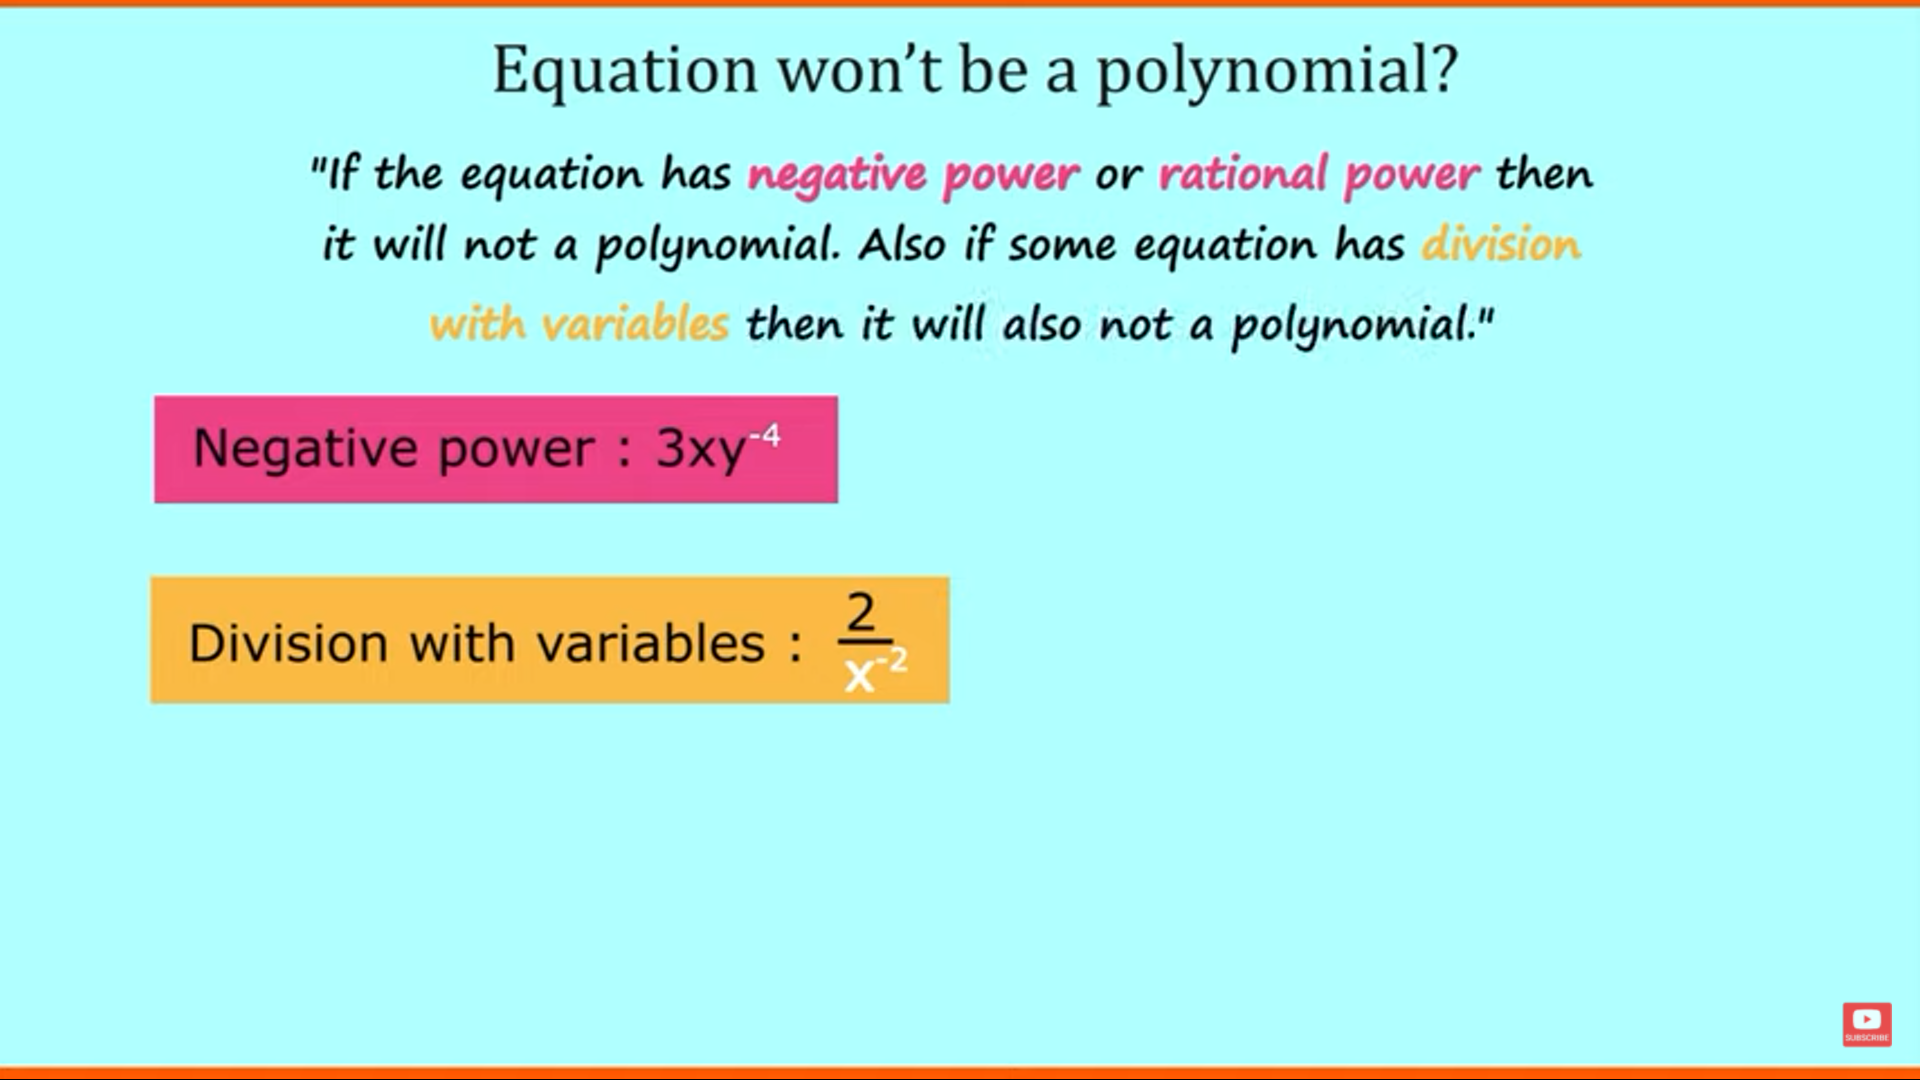 Equation won’t be a polynomial?
"If the equation has negative power or rational power then
it will not a polynomial. Also if some equation has division
with variables then it will also not a polynomial."
Negative power : 3xy⁻⁴
Division with variables : 2/x⁻²
SUBSCRIBE